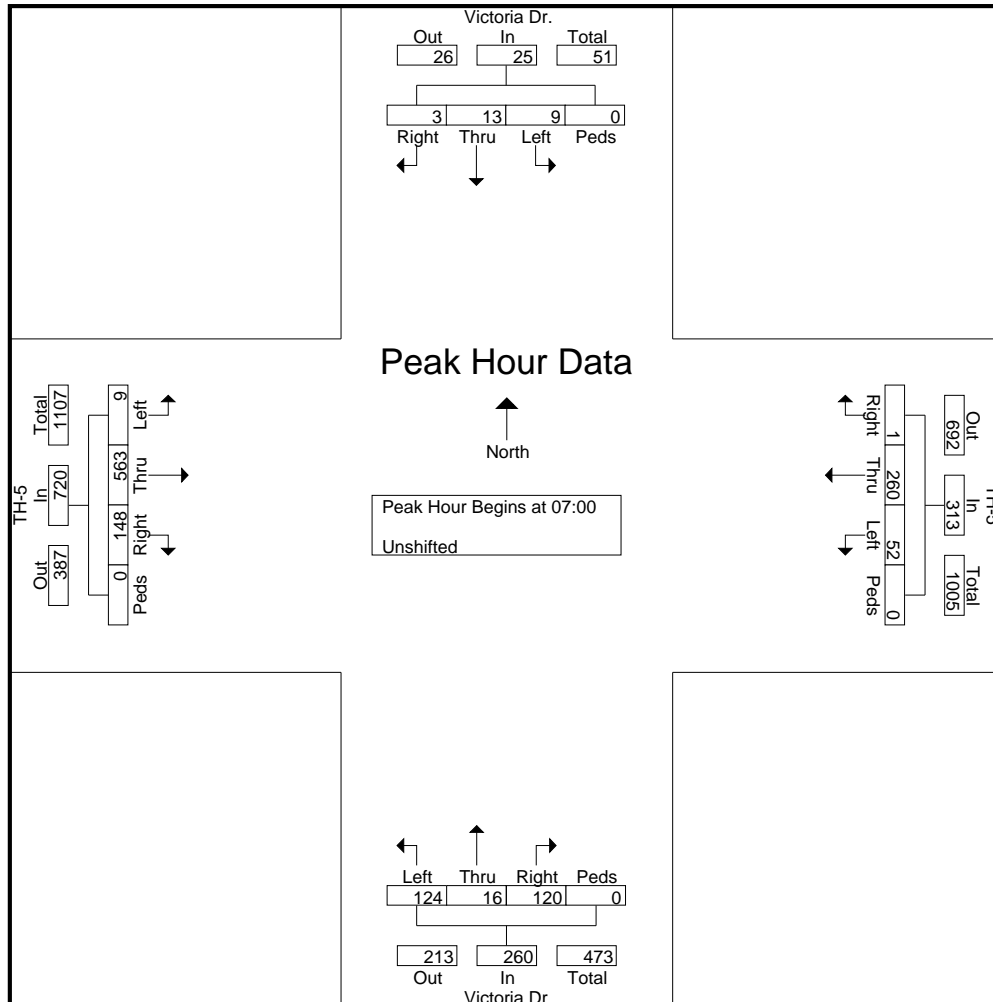 Victoria Dr.
Out In Total
26 25 51
3 13 9 0
Right Thru Left Peds
Peak Hour Data
North
Peak Hour Begins at 07:00
Unshifted
TH-5
Total In Out
1107 720 387
9 563 148 0
Left Thru Right Peds
TH-5
Out In Total
692 313 1005
1 260 52 0
Right Thru Left Peds
Left Thru Right Peds
124 16 120 0
213 260 473
Out In Total
Victoria Dr.